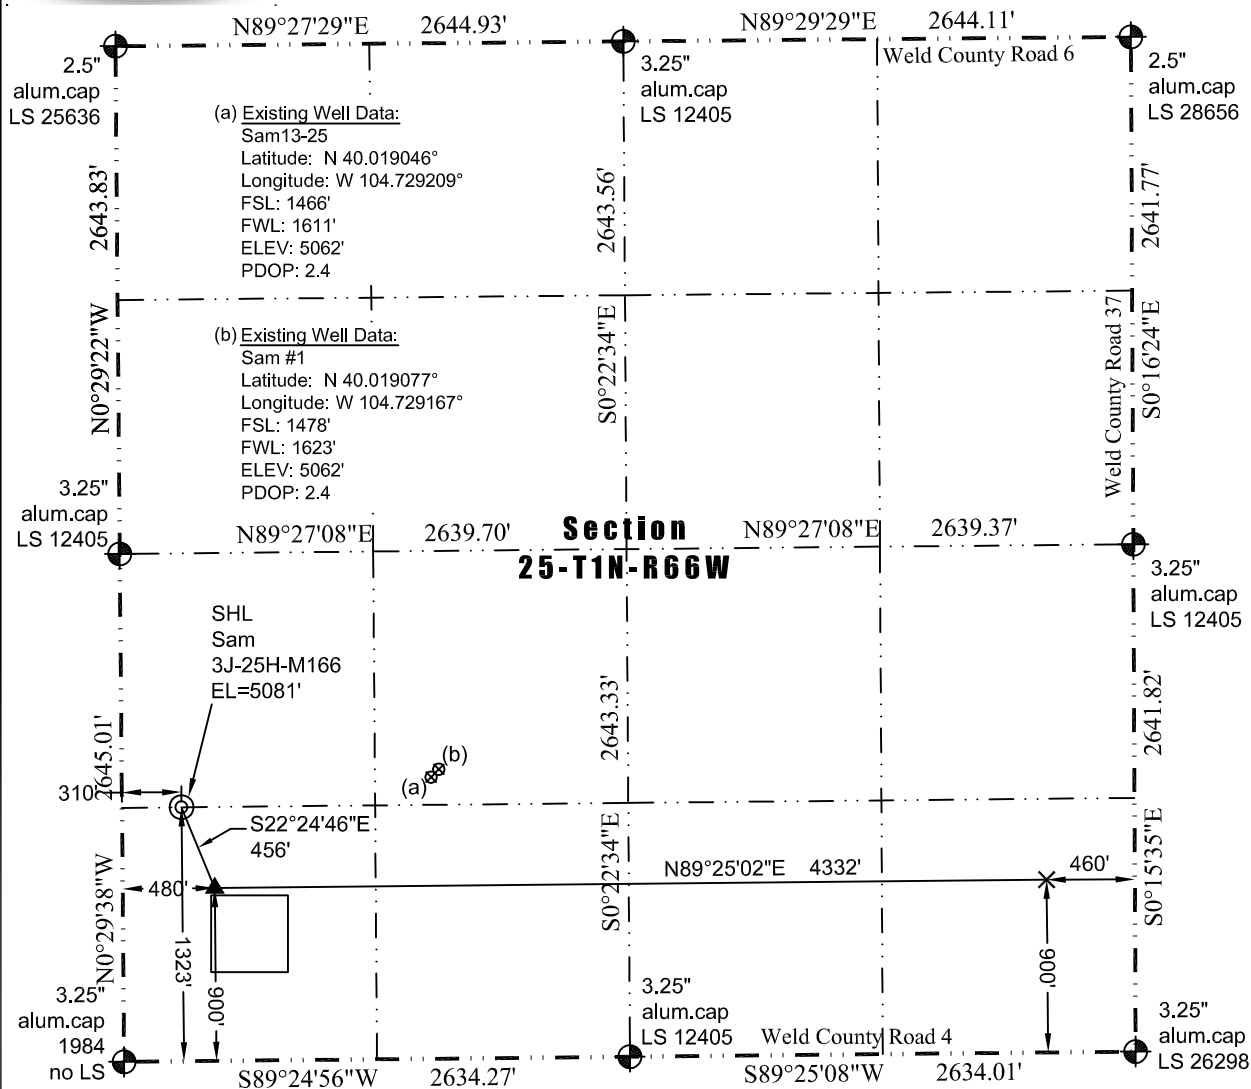 N89°27'29"E 2644.93' N89°29'29"E 2644.11'
Weld County Road 6
2.5"
alum.cap
LS 25636
3.25"
alum.cap
LS 12405
2.5"
alum.cap
LS 28656
(a) Existing Well Data:
Sam13-25
Latitude: N 40.019046°
Longitude: W 104.729209°
FSL: 1466'
FWL: 1611'
ELEV: 5062'
PDOP: 2.4
2643.83'
2643.56'
2641.77'
(b) Existing Well Data:
Sam #1
Latitude: N 40.019077°
Longitude: W 104.729167°
FSL: 1478'
FWL: 1623'
ELEV: 5062'
PDOP: 2.4
N0°29'22"W
S0°22'34"E
Weld County Road 37
S0°16'24"E
3.25"
alum.cap
LS 12405
N89°27'08"E 2639.70' Section N89°27'08"E 2639.37'
25-T1N-R66W
3.25"
alum.cap
LS 12405
SHL
Sam
3J-25H-M166
EL=5081'
2645.01'
2643.33'
2641.82'
(b)
(a)
310'
S22°24'46"E
456'
N0°29'38"W
S0°22'34"E
S0°15'35"E
480'
N89°25'02"E 4332'
460'
1323'
900'
900'
3.25"
alum.cap
1984
no LS
3.25"
alum.cap
LS 12405
Weld County Road 4
3.25"
alum.cap
LS 26298
S89°24'56"W 2634.27' S89°25'08"W 2634.01'